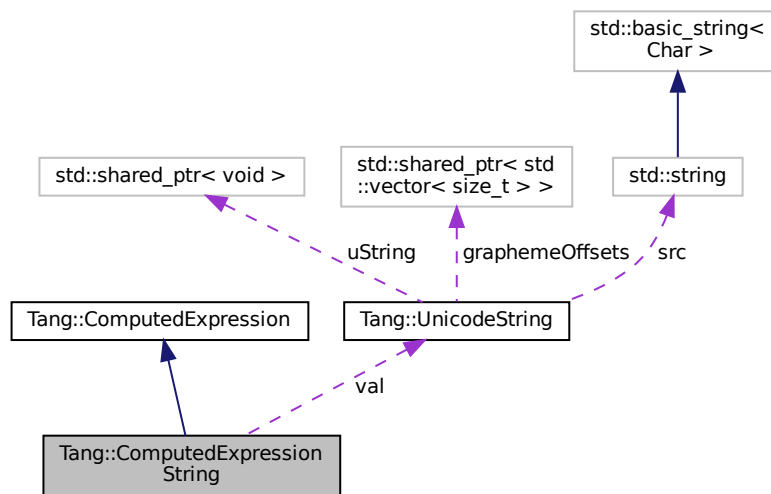 std::basic_string<
Char >
std::shared_ptr< void >
std::shared_ptr< std
::vector< size_t > >
std::string
uString
graphemeOffsets
src
Tang::ComputedExpression
Tang::UnicodeString
val
Tang::ComputedExpression
String